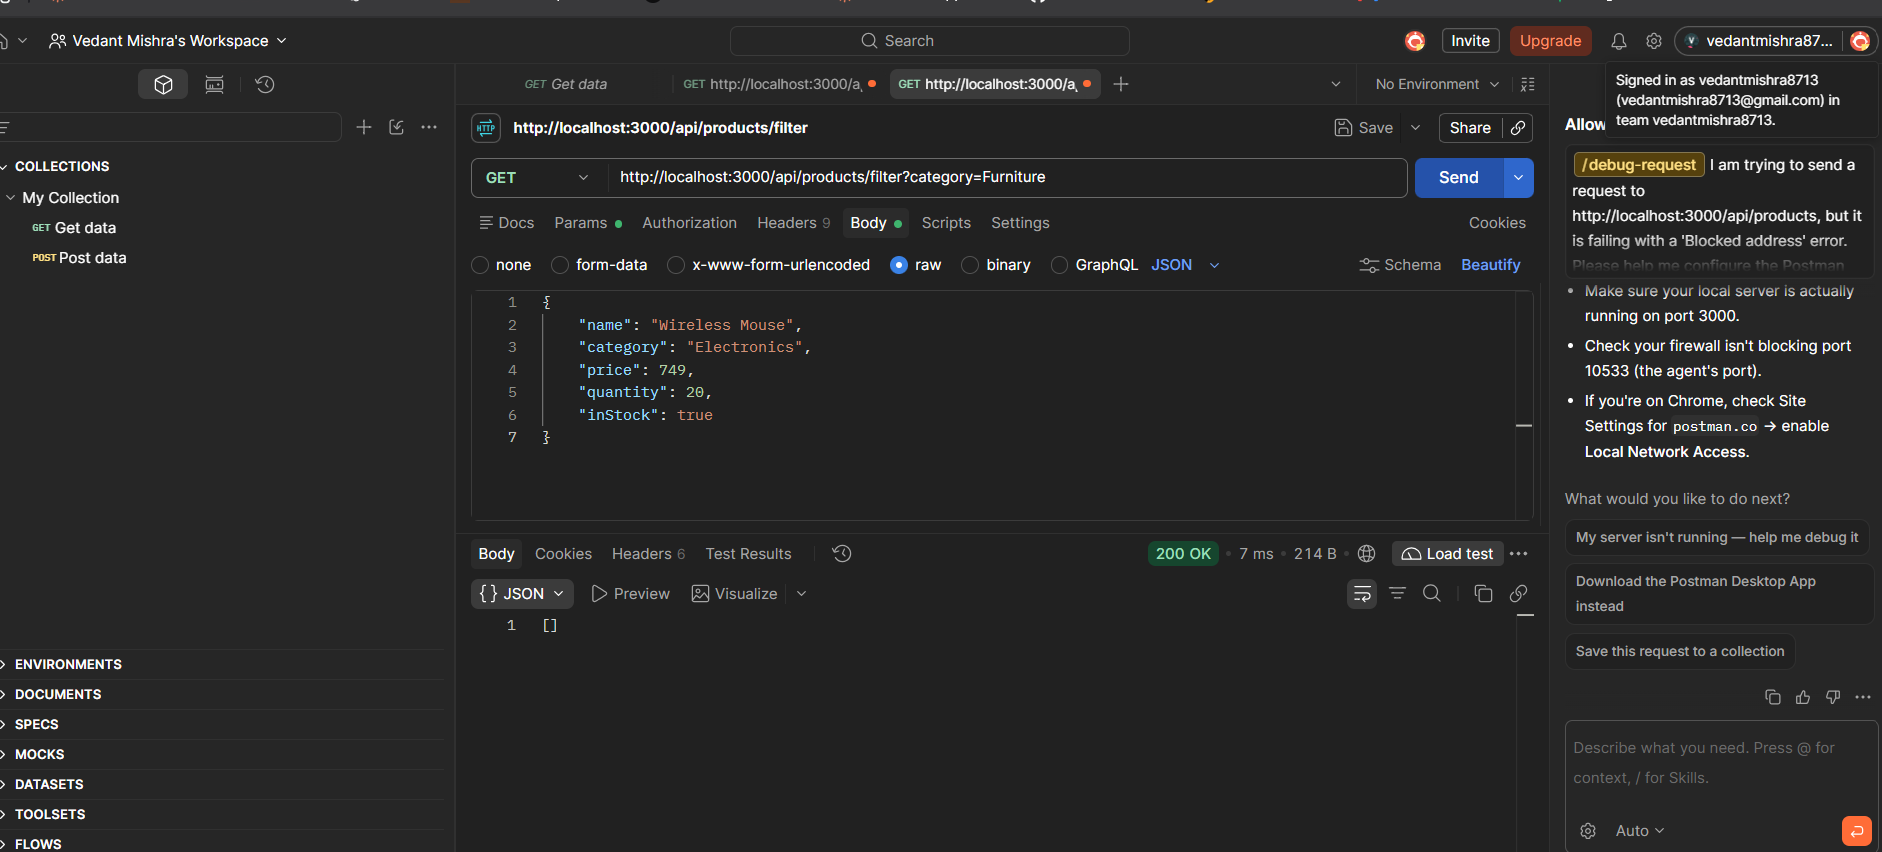 Vedant Mishra's Workspace
Search
Invite
Upgrade
vedantmishra87...
Signed in as vedantmishra8713
(vedantmishra8713@gmail.com) in
team vedantmishra8713.
GET Get data
GET http://localhost:3000/a
GET http://localhost:3000/a
No Environment
HTTP
http://localhost:3000/api/products/filter
Save
Share
COLLECTIONS
My Collection
GET Get data
POST Post data
ENVIRONMENTS
DOCUMENTS
SPECS
MOCKS
DATASETS
TOOLSETS
FLOWS
GET
http://localhost:3000/api/products/filter?category=Furniture
Send
Docs
Params
Authorization
Headers 9
Body
Scripts
Settings
Cookies
none
form-data
x-www-form-urlencoded
raw
binary
GraphQL
JSON
Schema
Beautify
1 {
2 "name": "Wireless Mouse",
3 "category": "Electronics",
4 "price": 749,
5 "quantity": 20,
6 "inStock": true
7 }
Body
Cookies
Headers 6
Test Results
200 OK
7 ms
214 B
Load test
{} JSON
Preview
Visualize
1 []
Allow
/debug-request I am trying to send a
request to
http://localhost:3000/api/products, but it
is failing with a 'Blocked address' error.
Please help me configure the Postman
• Make sure your local server is actually
running on port 3000.
• Check your firewall isn't blocking port
10533 (the agent's port).
• If you're on Chrome, check Site
Settings for postman.co → enable
Local Network Access.
What would you like to do next?
My server isn't running — help me debug it
Download the Postman Desktop App
instead
Save this request to a collection
Describe what you need. Press @ for
context, / for Skills.
Auto